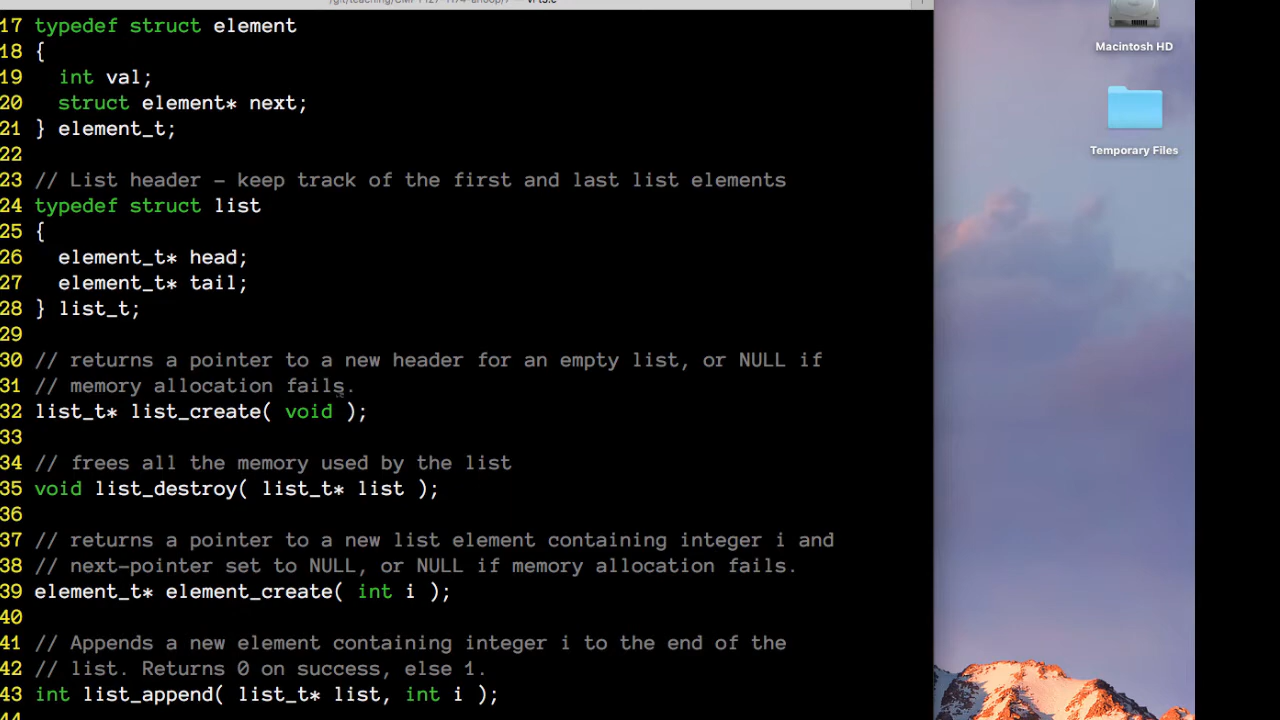 17 typedef struct element
18 {
19 int val;
20 struct element* next;
21 } element_t;
22
23 // List header - keep track of the first and last list elements
24 typedef struct list
25 {
26 element_t* head;
27 element_t* tail;
28 } list_t;
29
30 // returns a pointer to a new header for an empty list, or NULL if
31 // memory allocation fails.
32 list_t* list_create( void );
33
34 // frees all the memory used by the list
35 void list_destroy( list_t* list );
36
37 // returns a pointer to a new list element containing integer i and
38 // next-pointer set to NULL, or NULL if memory allocation fails.
39 element_t* element_create( int i );
40
41 // Appends a new element containing integer i to the end of the
42 // list. Returns 0 on success, else 1.
43 int list_append( list_t* list, int i );
Macintosh HD
Temporary Files